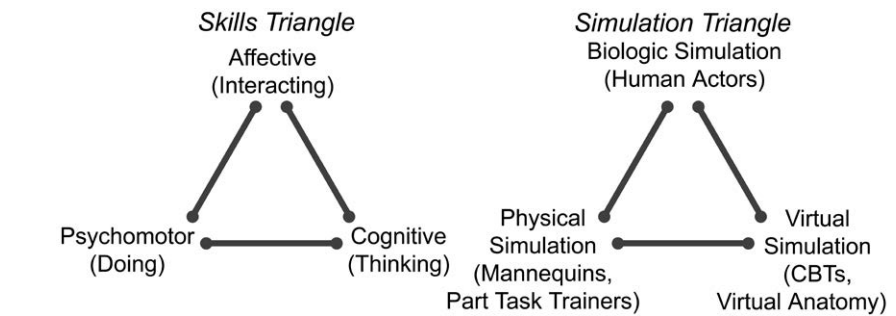 Skills Triangle
Affective
(Interacting)
Psychomotor
(Doing)
Cognitive
(Thinking)
Simulation Triangle
Biologic Simulation
(Human Actors)
Physical
Simulation
(Mannequins,
Part Task Trainers)
Virtual
Simulation
(CBTs,
Virtual Anatomy)